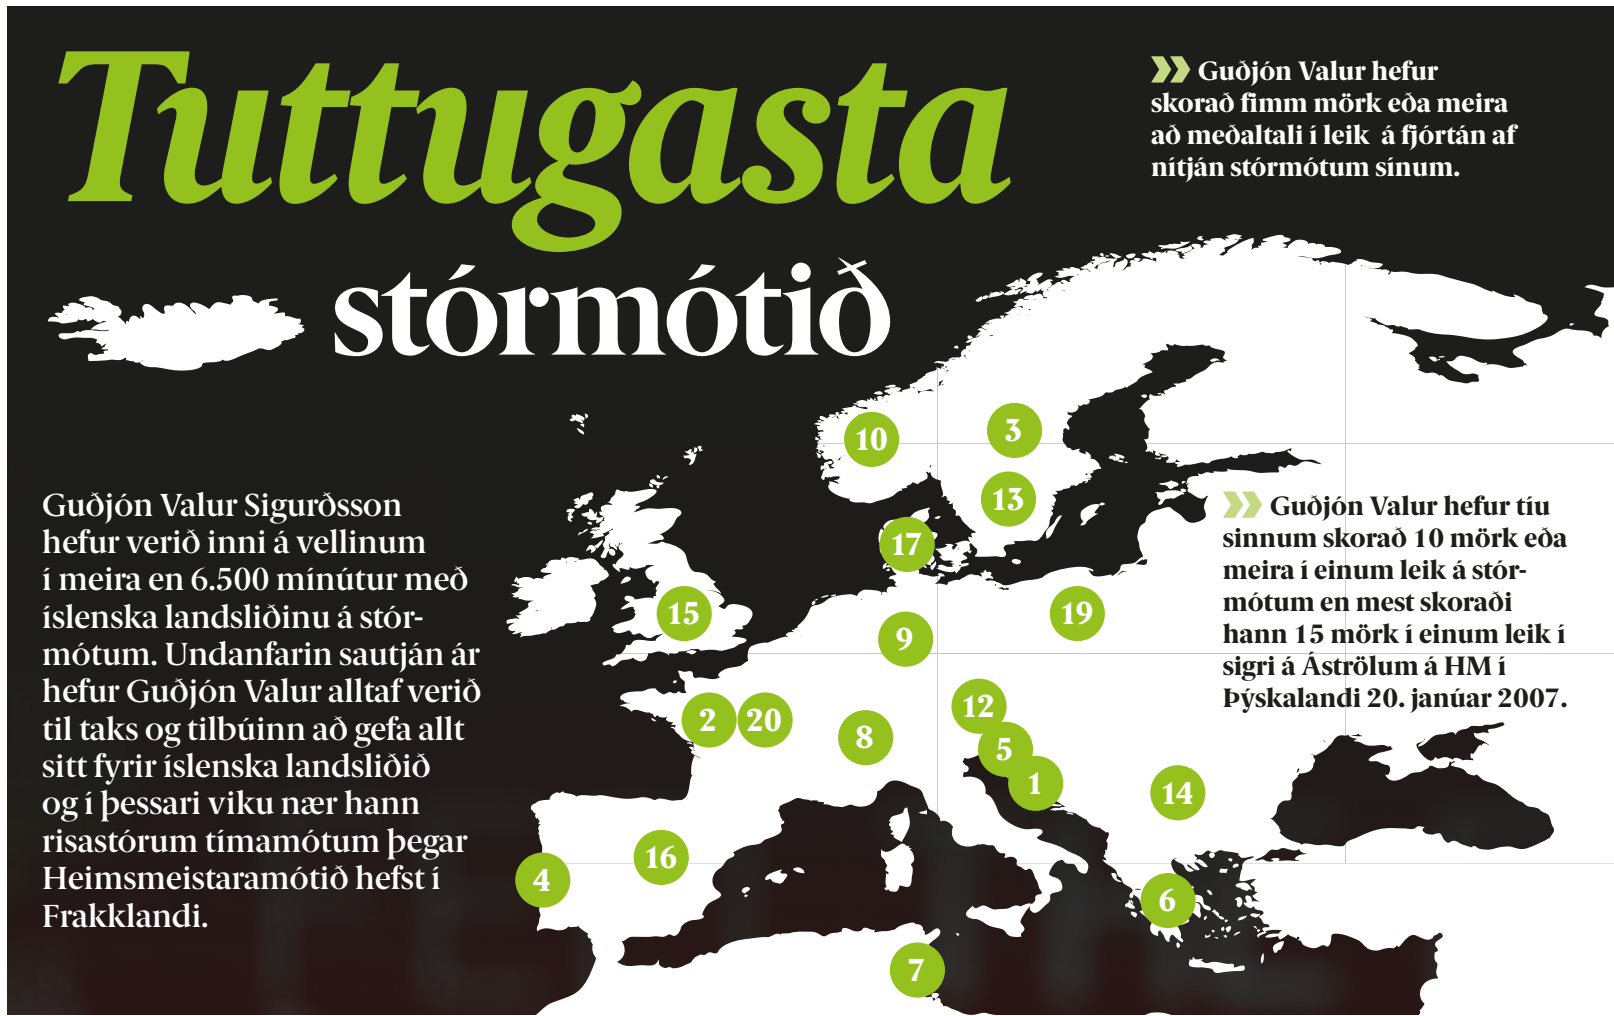 Tuttugasta
stórmótið
Guðjón Valur hefur
skorað fimm mörk eða meira
að meðaltali í leik á fjórtán af
nítján stórmótum sínum.
Guðjón Valur Sigurðsson
hefur verið inni á vellinum
í meira en 6.500 mínútur með
íslenska landsliðinu á stór-
mótum. Undanfarin sautján ár
hefur Guðjón Valur alltaf verið
til taks og tilbúinn að gefa allt
sitt fyrir íslenska landsliðið
og í þessari viku nær hann
risastórum tímamótum þegar
Heimsmeistaramótið hefst í
Frakklandi.
Guðjón Valur hefur tíu
sinnum skorað 10 mörk eða
meira í einum leik á stór-
mótum en mest skoraði
hann 15 mörk í einum leik í
sigri á Áströlum á HM í
Þýskalandi 20. janúar 2007.
10
3
13
17
15
19
9
12
2
20
8
5
1
14
16
4
6
7